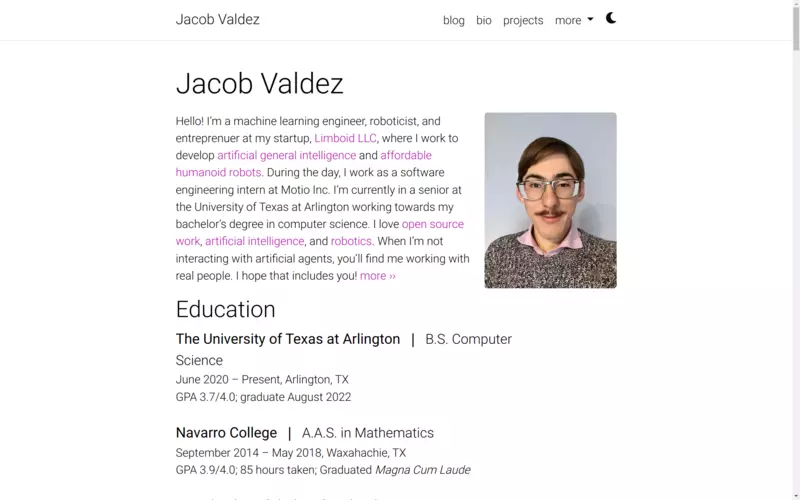 Jacob Valdez
blog bio projects more
Jacob Valdez
Hello! I'm a machine learning engineer, roboticist, and
entreprenuer at my startup, Limboid LLC, where I work to
develop artificial general intelligence and affordable
humanoid robots. During the day, I work as a software
engineering intern at Motio Inc. I'm currently in a senior at
the University of Texas at Arlington working towards my
bachelor's degree in computer science. I love open source
work, artificial intelligence, and robotics. When I'm not
interacting with artificial agents, you'll find me working with
real people. I hope that includes you! more ››
Education
The University of Texas at Arlington | B.S. Computer
Science
June 2020 – Present, Arlington, TX
GPA 3.7/4.0; graduate August 2022
Navarro College | A.A.S. in Mathematics
September 2014 – May 2018, Waxahachie, TX
GPA 3.9/4.0; 85 hours taken; Graduated Magna Cum Laude